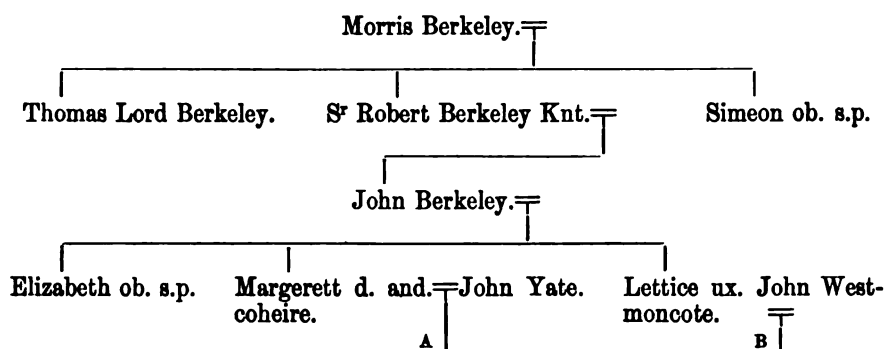 Morris Berkeley.
Thomas Lord Berkeley. Sr Robert Berkeley Knt. Simeon ob. s.p.
John Berkeley.
Elizabeth ob. s.p. Margerett d. and. John Yate. Lettice ux. John West-
coheire. moncote.
A B